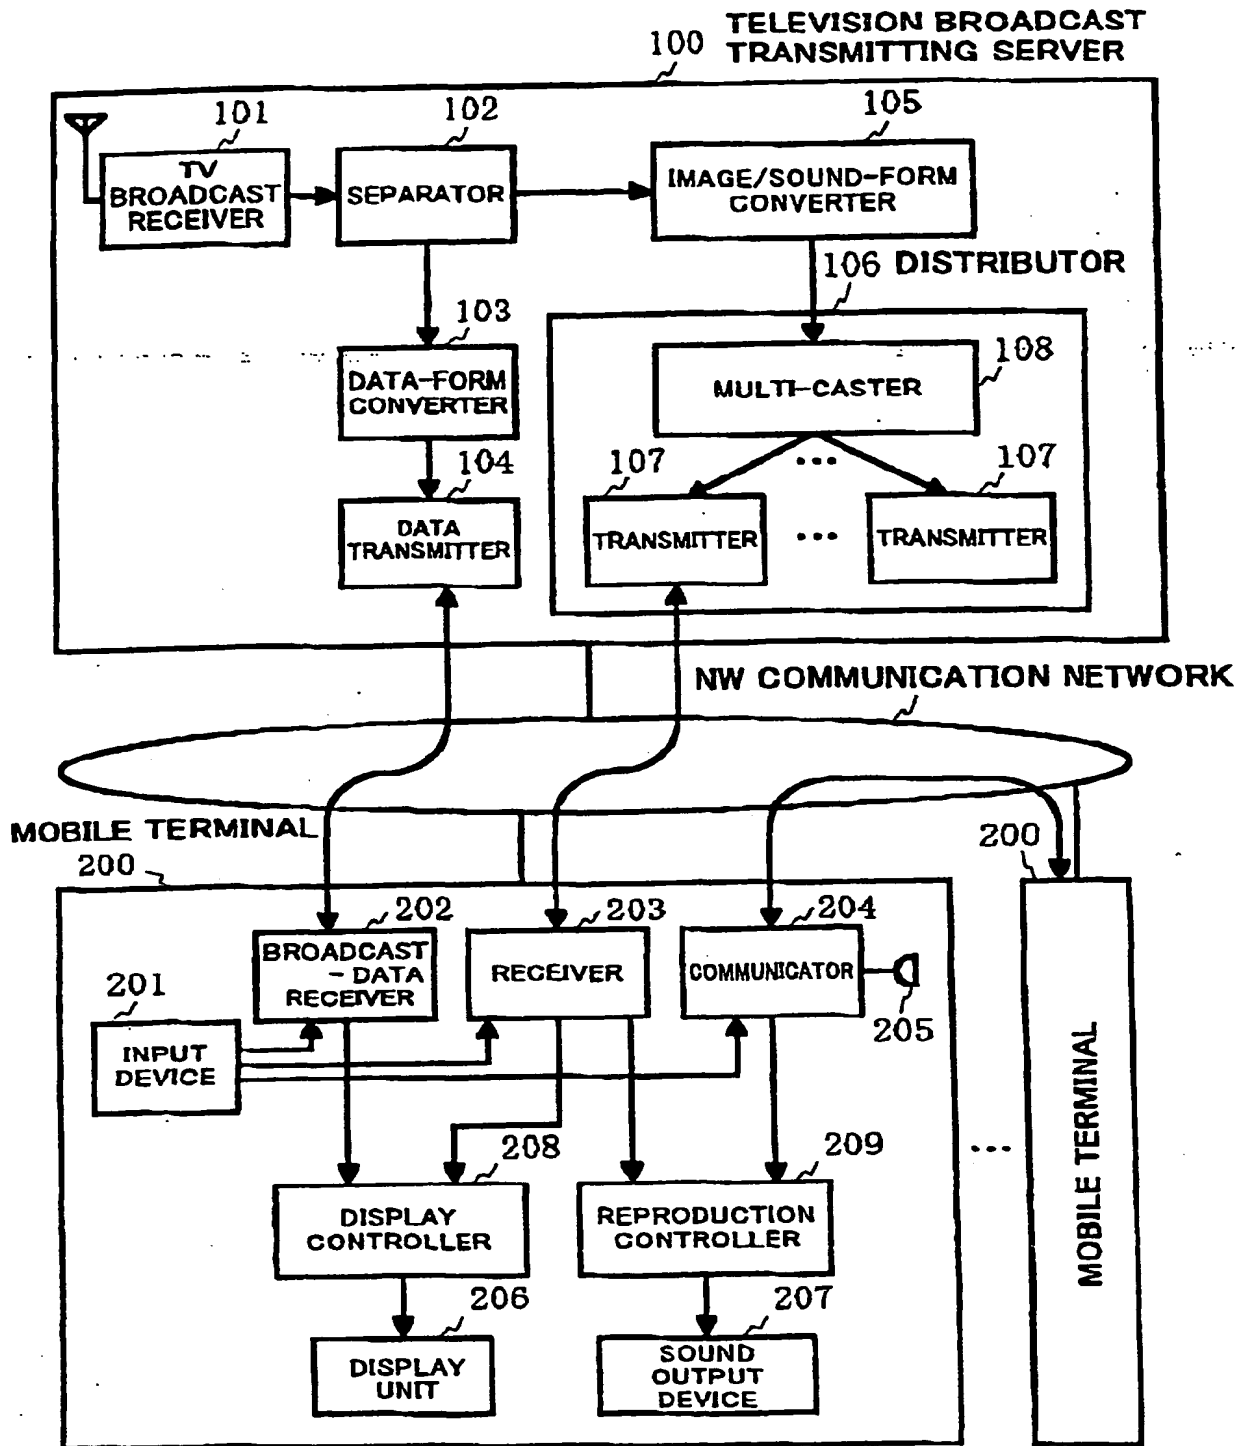 TELEVISION BROADCAST
100 TRANSMITTING SERVER
101
102
105
TV
BROADCAST
RECEIVER
SEPARATOR
IMAGE/SOUND-FORM
CONVERTER
106 DISTRIBUTOR
103
108
DATA-FORM
CONVERTER
MULTI-CASTER
104
107
...
107
DATA
TRANSMITTER
TRANSMITTER
...
TRANSMITTER
NW COMMUNICATION NETWORK
MOBILE TERMINAL
200
200
202
203
204
BROADCAST
-DATA
RECEIVER
RECEIVER
COMMUNICATOR
201
205
INPUT
DEVICE
208
209
...
MOBILE TERMINAL
DISPLAY
CONTROLLER
REPRODUCTION
CONTROLLER
206
207
DISPLAY
UNIT
SOUND
OUTPUT
DEVICE